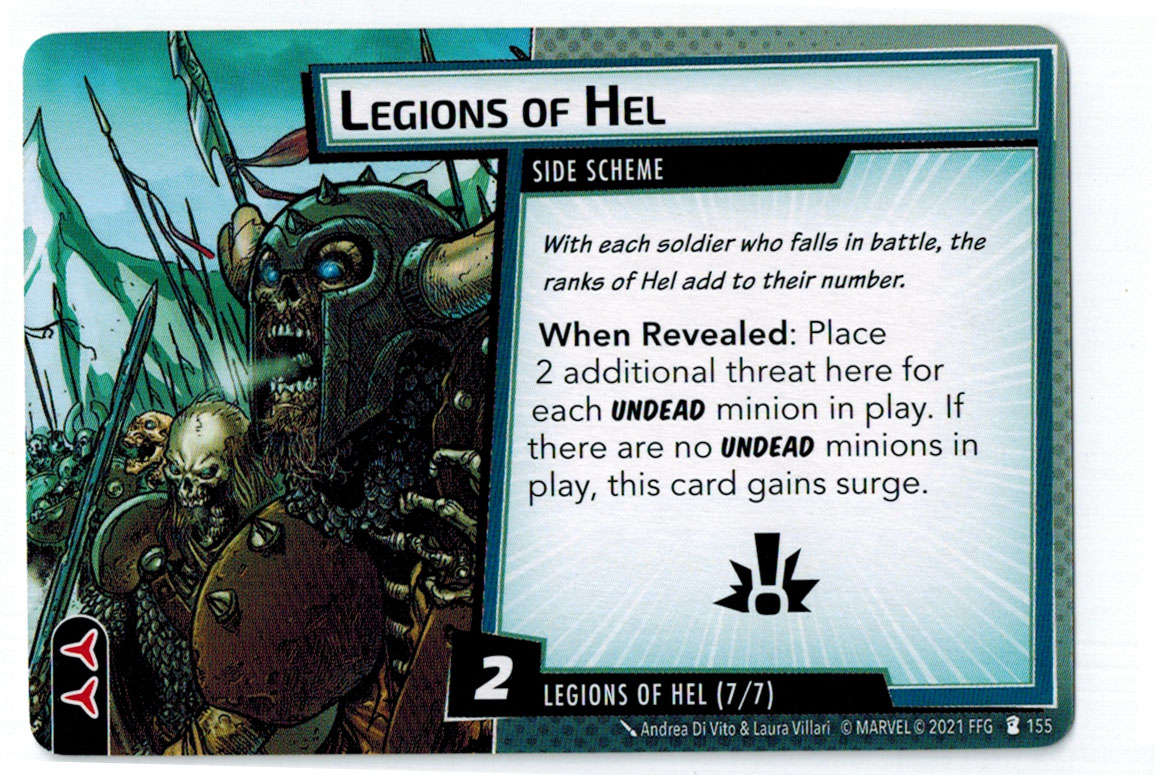 LEGIONS OF HEL
SIDE SCHEME
With each soldier who falls in battle, the
ranks of Hel add to their number.
When Revealed: Place
2 additional threat here for
each UNDEAD minion in play. If
there are no UNDEAD minions in
play, this card gains surge.
2
LEGIONS OF HEL (7/7)
Andrea Di Vito & Laura Villari © MARVEL © 2021 FFG 155